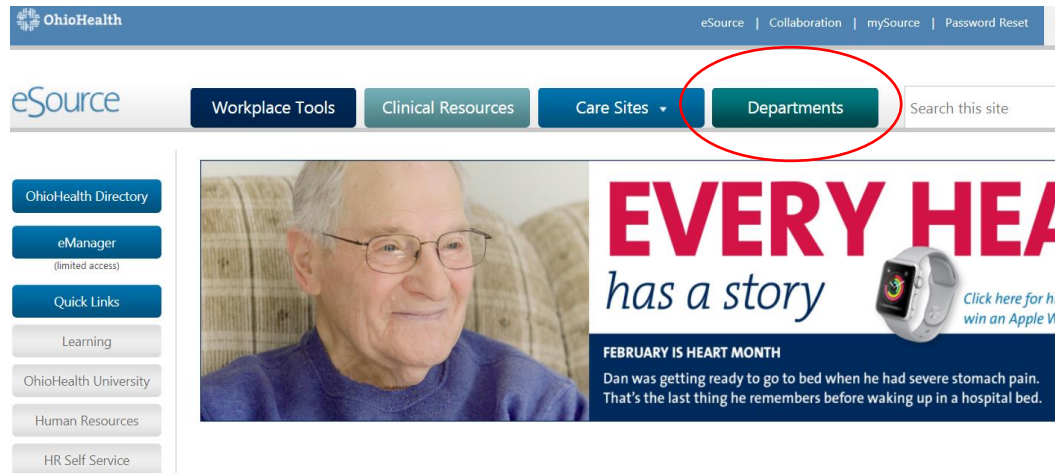 OhioHealth
eSource | Collaboration | mySource | Password Reset
eSource
Workplace Tools
Clinical Resources
Care Sites
Departments
Search this site
OhioHealth Directory
eManager
(limited access)
Quick Links
Learning
OhioHealth University
Human Resources
HR Self Service
EVERY HEA
has a story
Click here for h
win an Apple W
FEBRUARY IS HEART MONTH
Dan was getting ready to go to bed when he had severe stomach pain.
That's the last thing he remembers before waking up in a hospital bed.